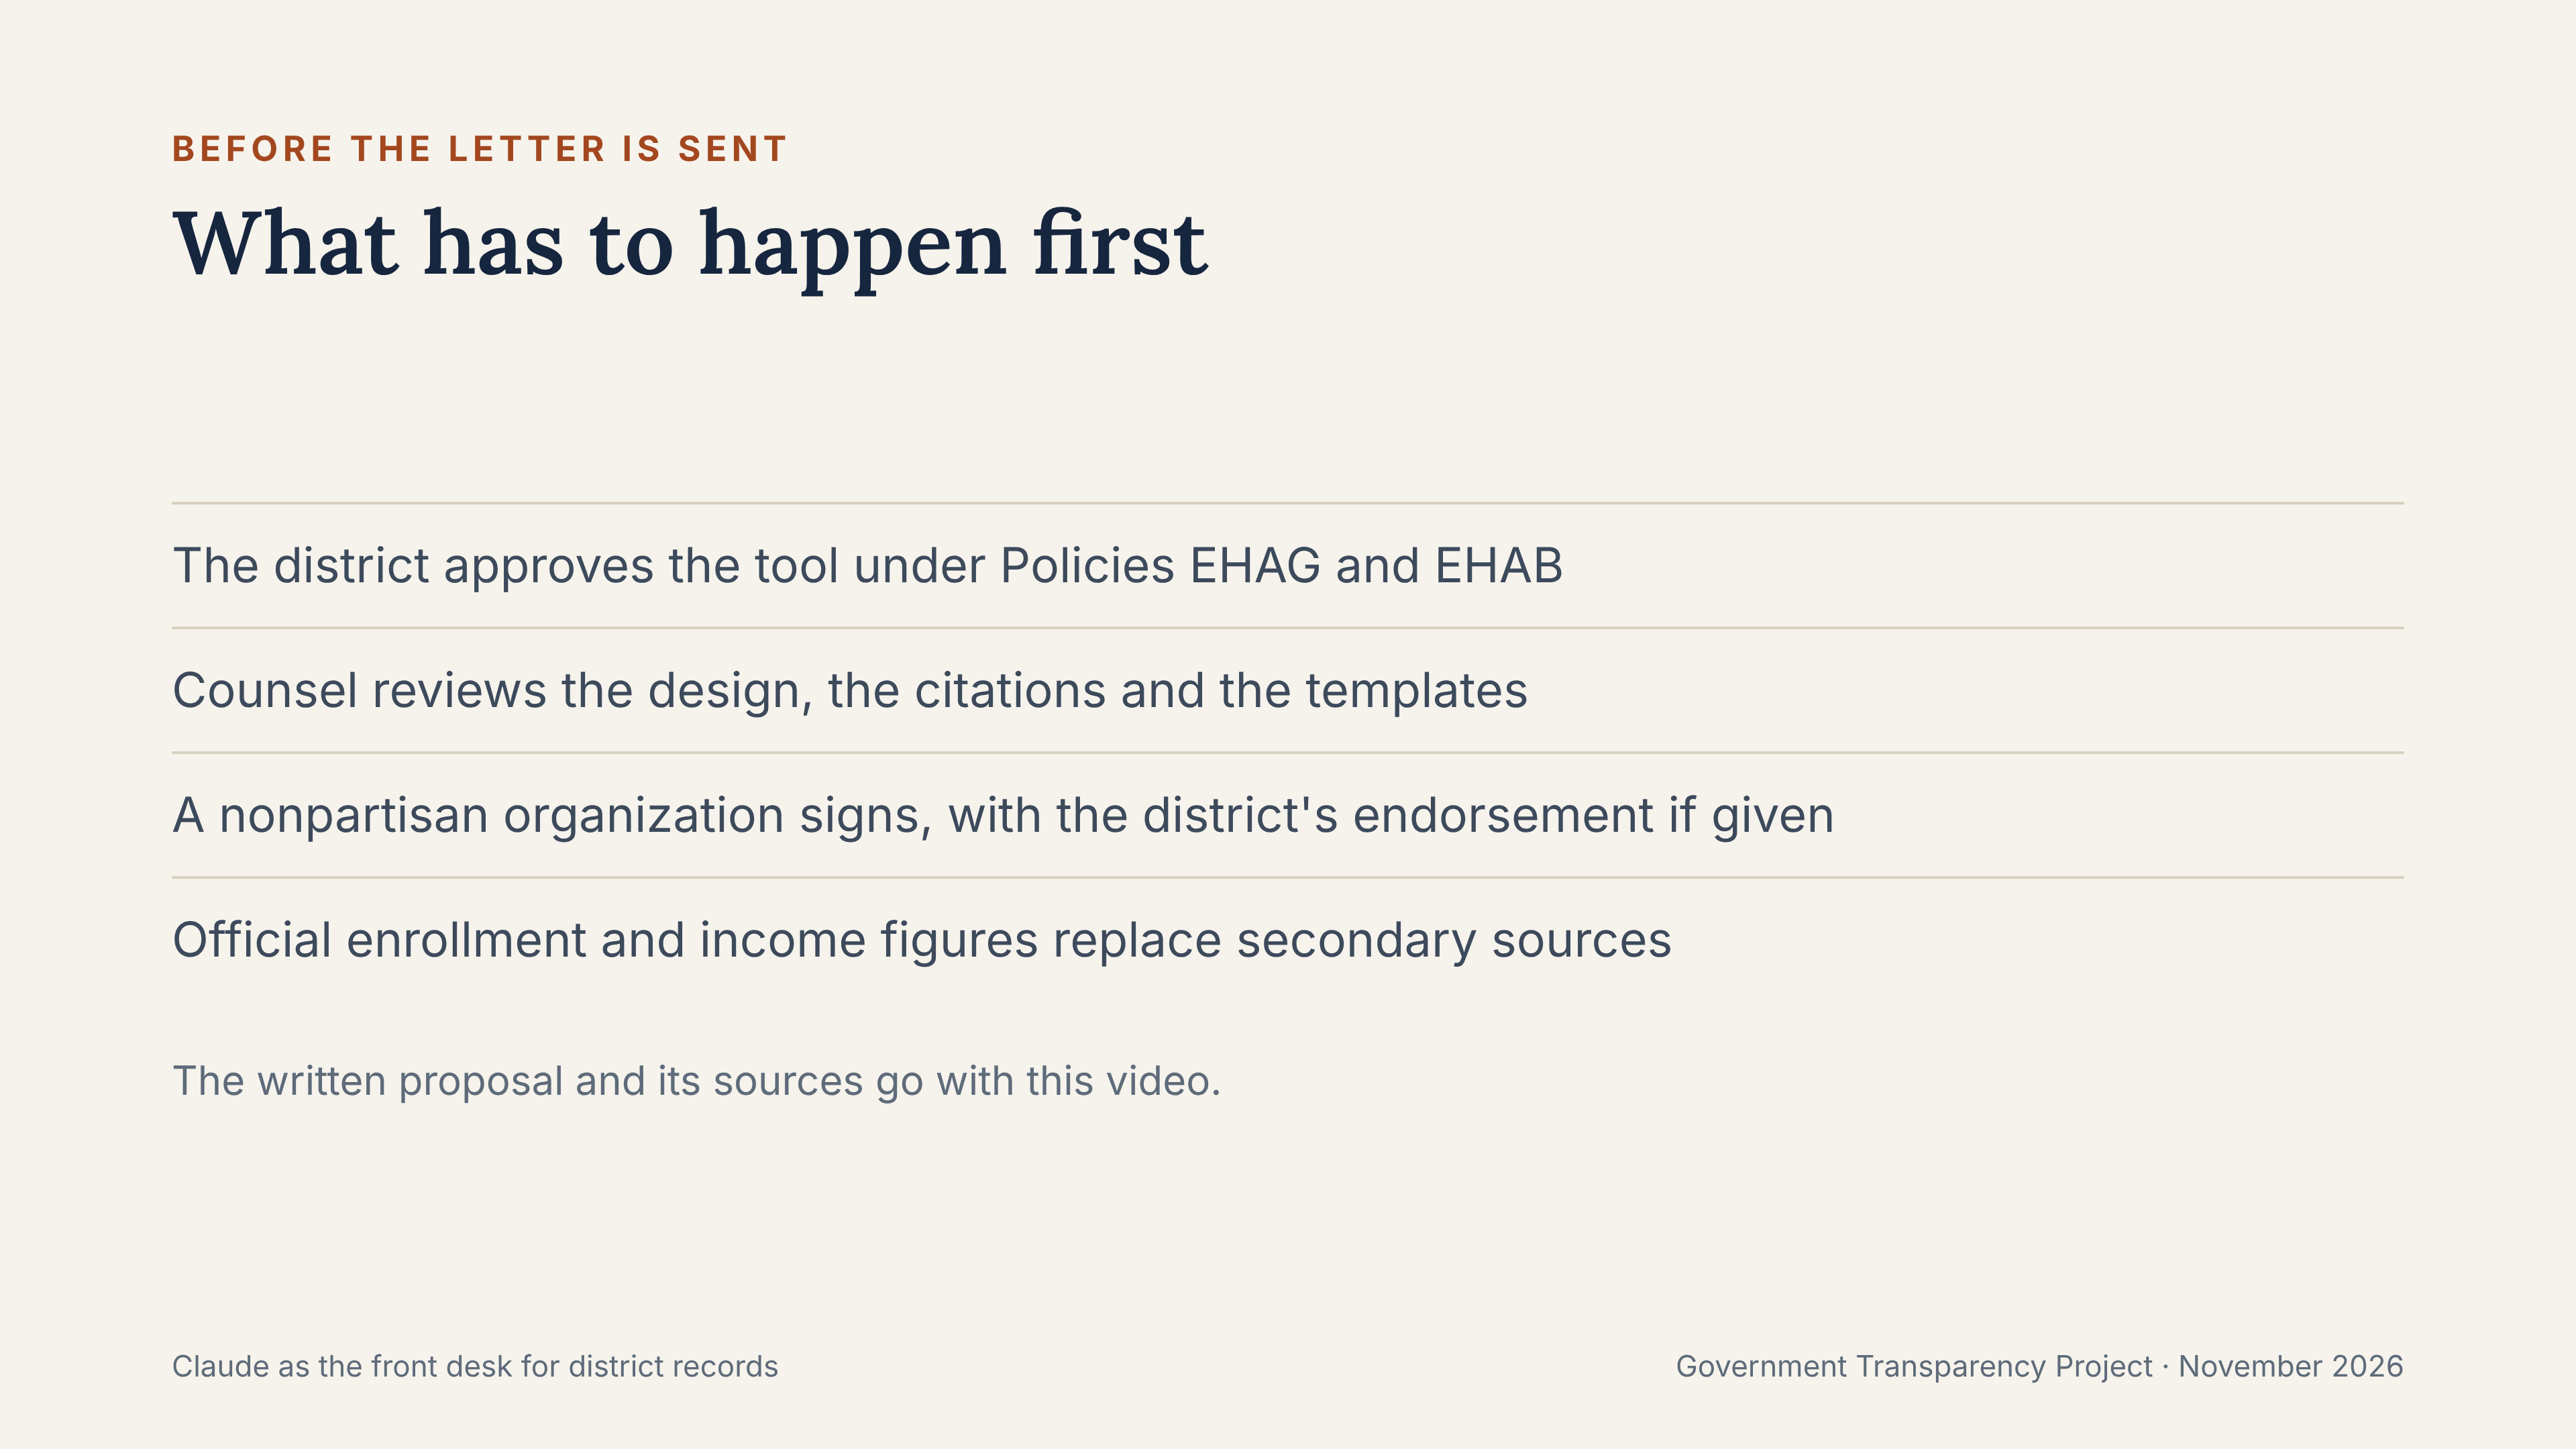 BEFORE THE LETTER IS SENT
What has to happen first
The district approves the tool under Policies EHAG and EHAB
Counsel reviews the design, the citations and the templates
A nonpartisan organization signs, with the district's endorsement if given
Official enrollment and income figures replace secondary sources
The written proposal and its sources go with this video.
Claude as the front desk for district records
Government Transparency Project · November 2026